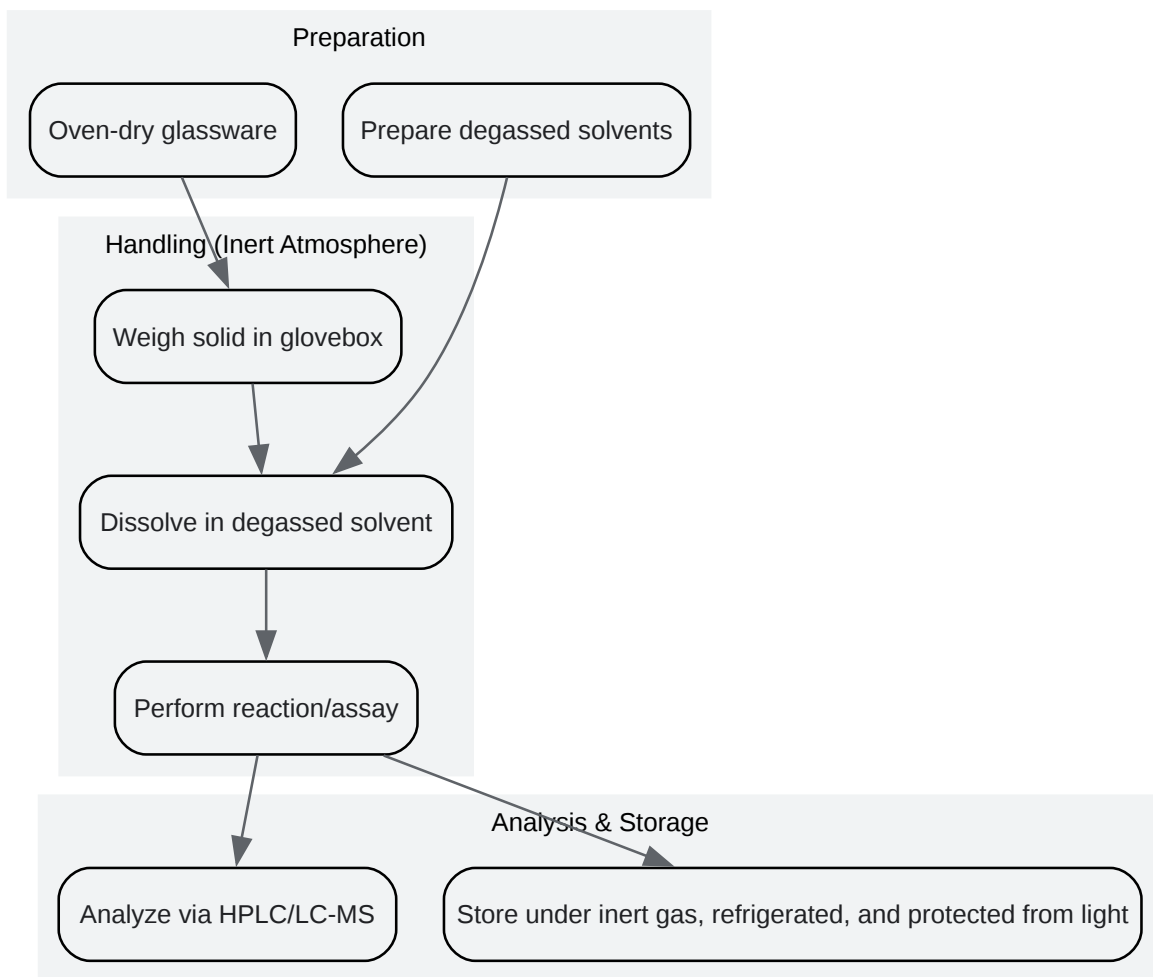 Preparation
Oven-dry glassware
Prepare degassed solvents
Handling (Inert Atmosphere)
Weigh solid in glovebox
Dissolve in degassed solvent
Perform reaction/assay
Analysis & Storage
Analyze via HPLC/LC-MS
Store under inert gas, refrigerated, and protected from light